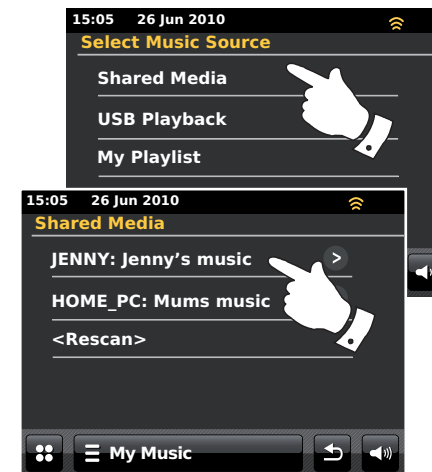 15:05 26 Jun 2010
Select Music Source
Shared Media
USB Playback
My Playlist
15:05 26 Jun 2010
Shared Media
JENNY: Jenny’s music >
HOME_PC: Mums music
<Rescan>
My Music